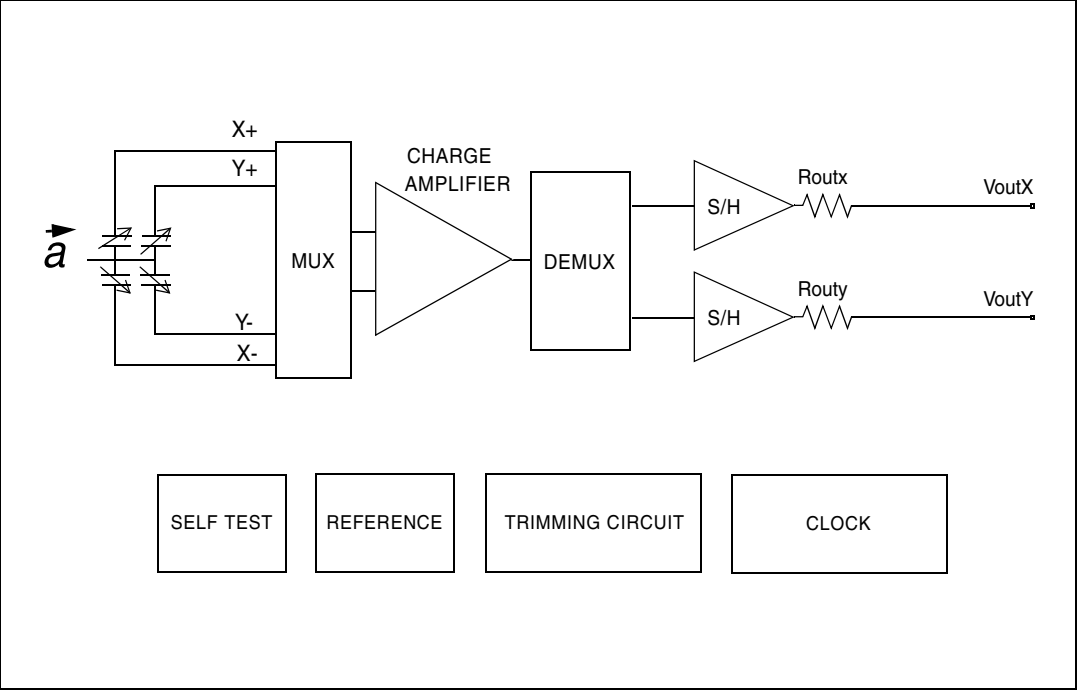 X+
Y+
a
Y-
X-
MUX
CHARGE
AMPLIFIER
DEMUX
S/H
Routx
VoutX
S/H
Routy
VoutY
SELF TEST
REFERENCE
TRIMMING CIRCUIT
CLOCK